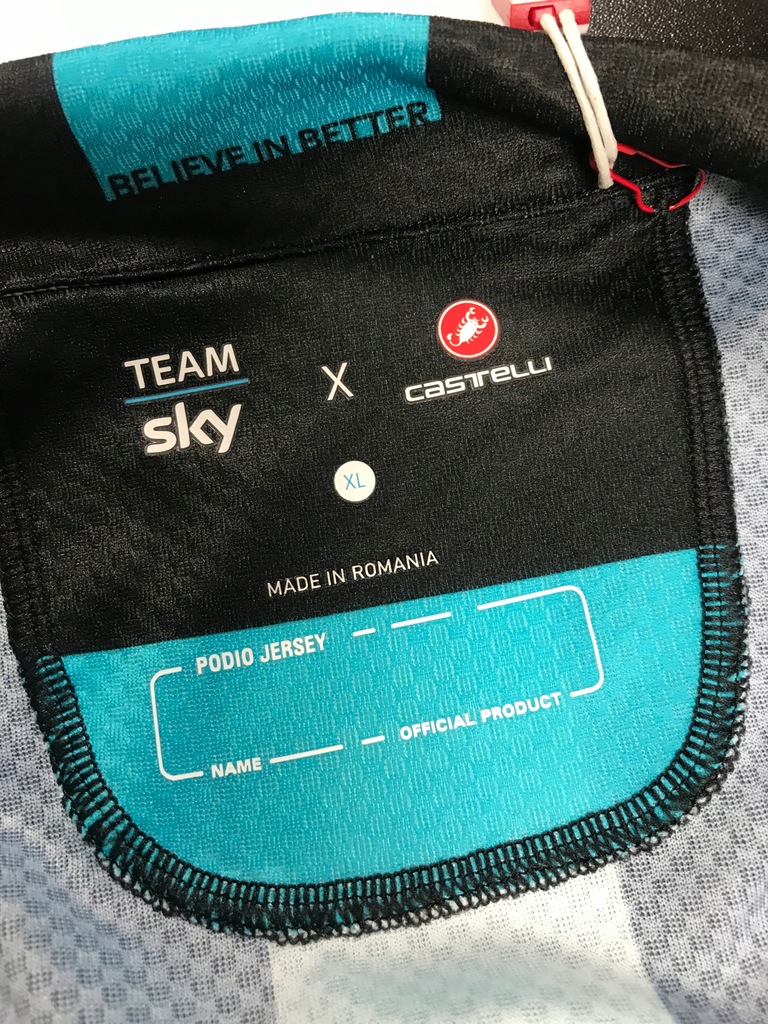 BELIEVE IN BETTER
TEAM
sky
X
CASTELLI
XL
MADE IN ROMANIA
PODIO JERSEY
OFFICIAL PRODUCT
NAME